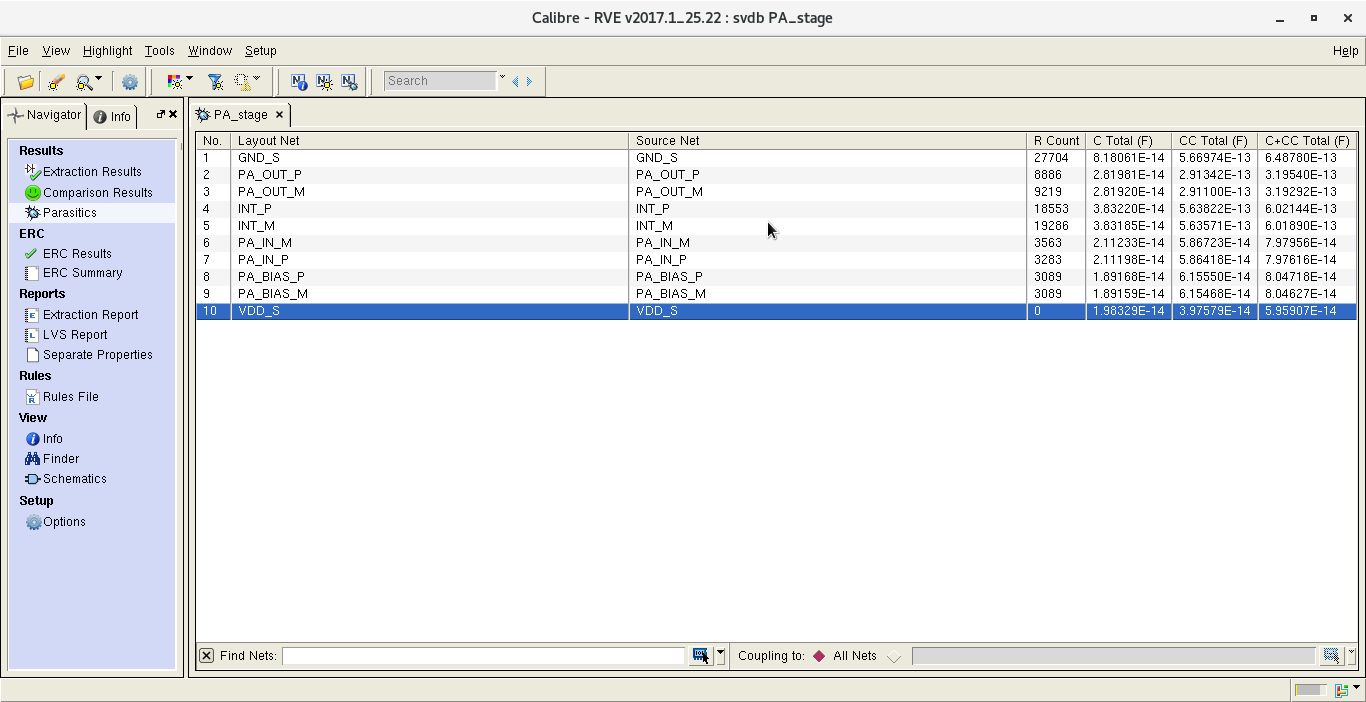 Calibre - RVE v2017.1_25.22 : svdb PA_stage
File View Highlight Tools Window Setup Help
Search
Navigator Info
PA_stage
Results
Extraction Results
Comparison Results
Parasitics
ERC
ERC Results
ERC Summary
Reports
Extraction Report
LVS Report
Separate Properties
Rules
Rules File
View
Info
Finder
Schematics
Setup
Options
No. Layout Net Source Net R Count C Total (F) CC Total (F) C+CC Total (F)
1 GND_S GND_S 27704 8.18061E-14 5.66974E-13 6.48780E-13
2 PA_OUT_P PA_OUT_P 8886 2.81981E-14 2.91342E-13 3.19540E-13
3 PA_OUT_M PA_OUT_M 9219 2.81920E-14 2.91100E-13 3.19292E-13
4 INT_P INT_P 18553 3.83220E-14 5.63822E-13 6.02144E-13
5 INT_M INT_M 19286 3.83185E-14 5.63571E-13 6.01890E-13
6 PA_IN_M PA_IN_M 3563 2.11233E-14 5.86723E-14 7.97956E-14
7 PA_IN_P PA_IN_P 3283 2.11198E-14 5.86418E-14 7.97616E-14
8 PA_BIAS_P PA_BIAS_P 3089 1.89168E-14 6.15550E-14 8.04718E-14
9 PA_BIAS_M PA_BIAS_M 3089 1.89159E-14 6.15468E-14 8.04627E-14
10 VDD_S VDD_S 0 1.98329E-14 3.97579E-14 5.95907E-14
Find Nets: Coupling to: All Nets